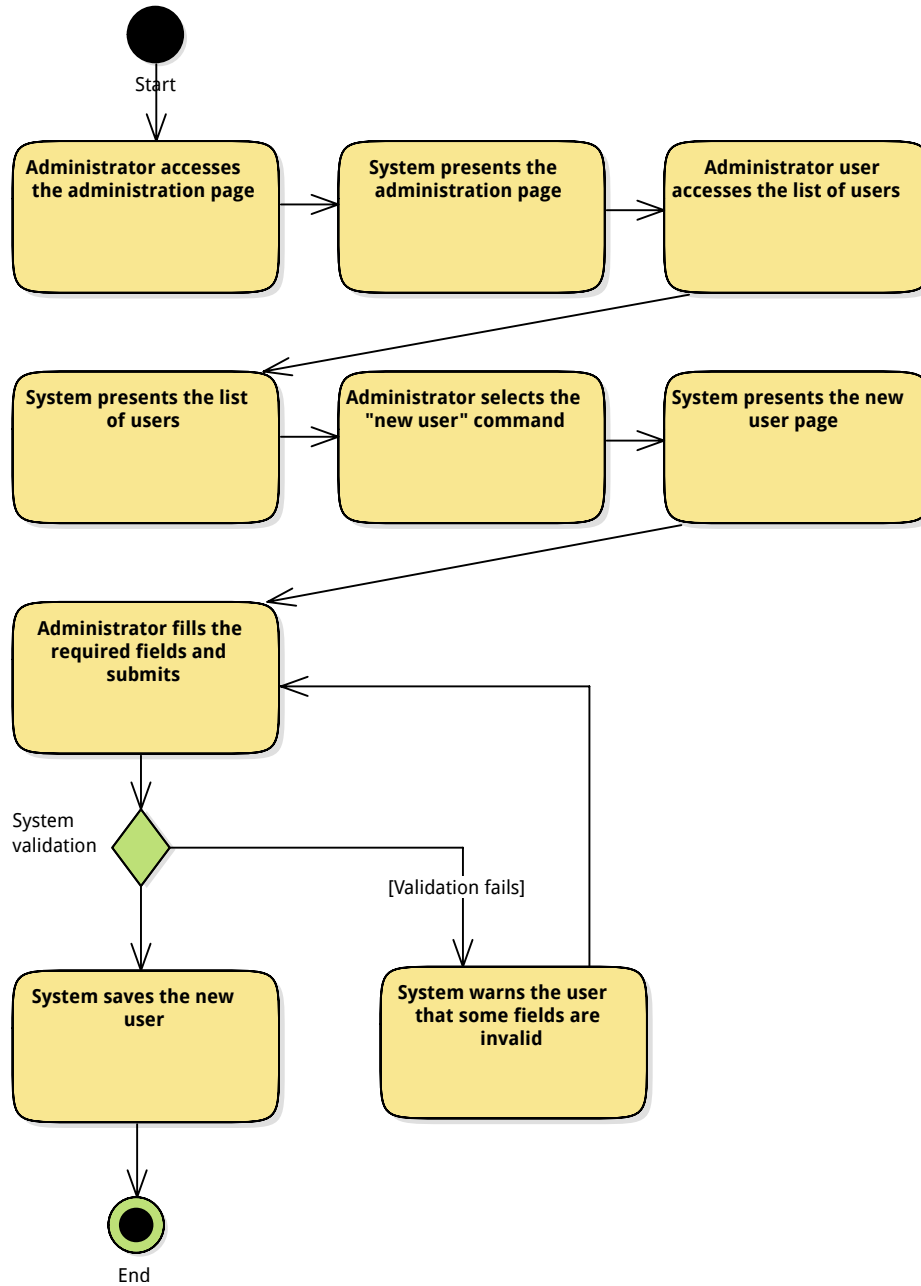 Start
Administrator accesses
the administration page
System presents the
administration page
Administrator user
accesses the list of users
System presents the list
of users
Administrator selects the
"new user" command
System presents the new
user page
Administrator fills the
required fields and
submits
System
validation
[Validation fails]
System saves the new
user
System warns the user
that some fields are
invalid
End